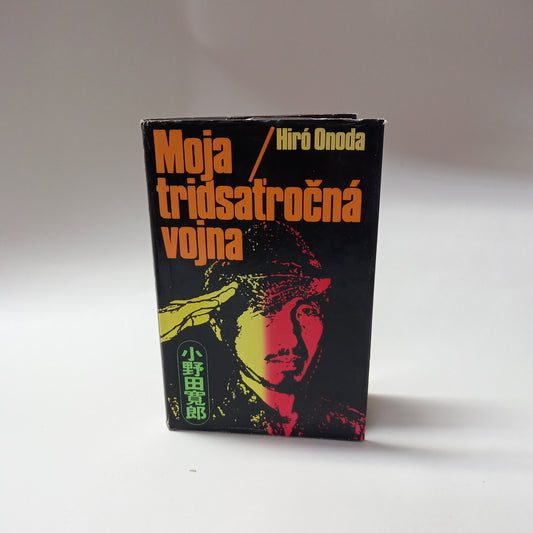 Moja / Hiró Onoda
tridsaťročná
vojna
小野田寛郎